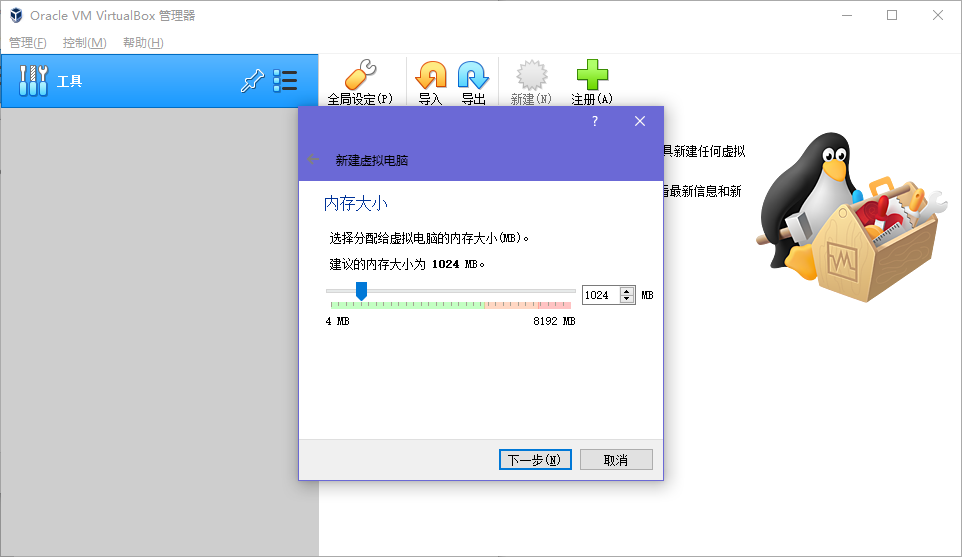 Oracle VM VirtualBox 管理器
管理(F) 控制(M) 帮助(H)
工具
全局设定(P) 导入 导出 新建(N) 注册(A)
?
新建虚拟电脑
具新建任何虚拟
看最新信息和新
内存大小
选择分配给虚拟电脑的内存大小(MB)。
建议的内存大小为 1024 MB。
1024 MB
4 MB 8192 MB
下一步(N) 取消